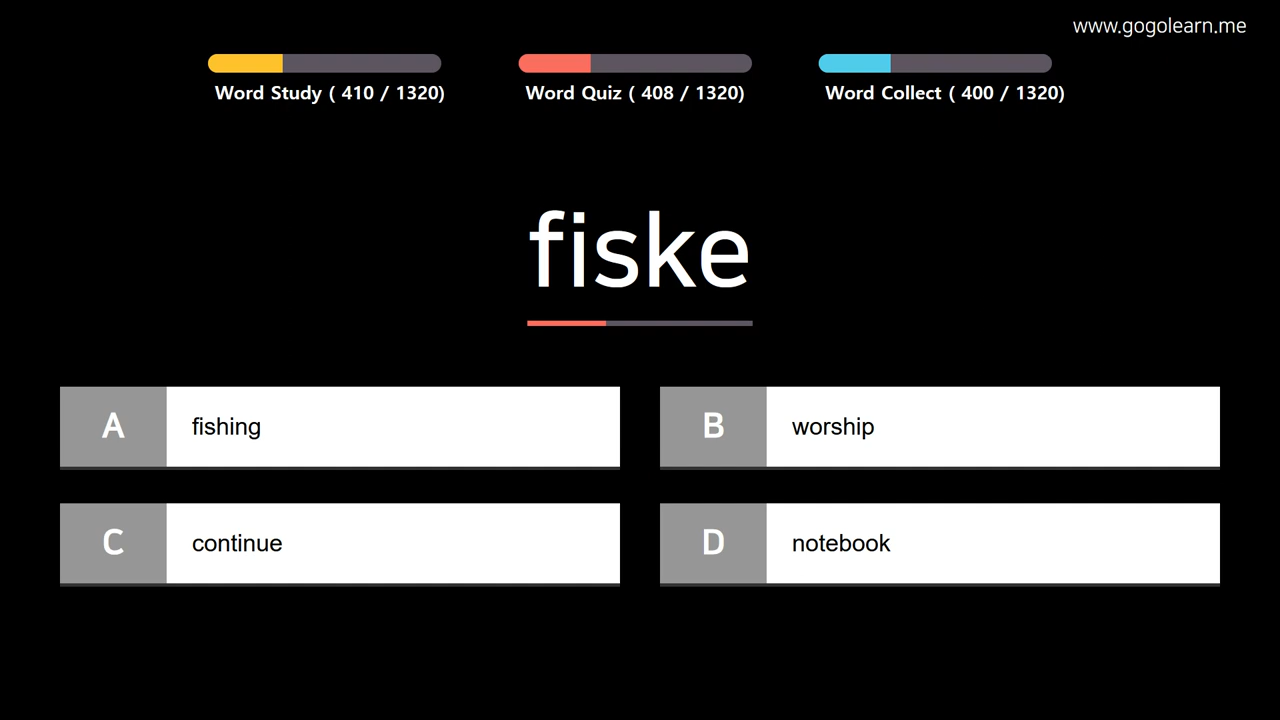 www.gogolearn.me
Word Study ( 410 / 1320)
Word Quiz ( 408 / 1320)
Word Collect ( 400 / 1320)
fiske
A fishing
B worship
C continue
D notebook